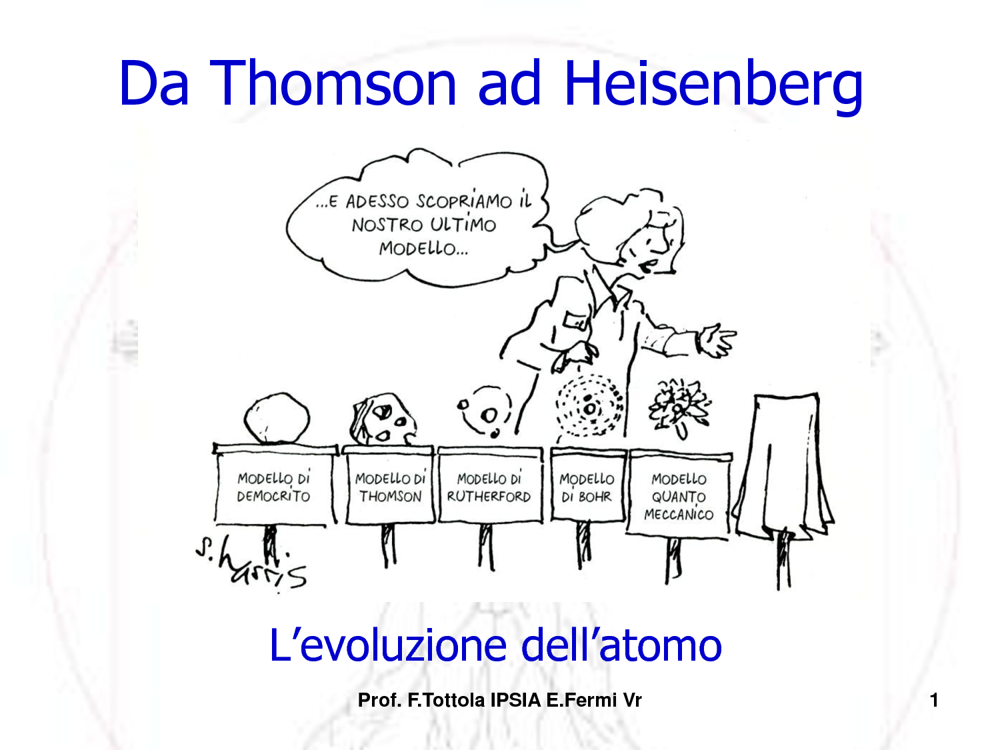 Da Thomson ad Heisenberg
...E ADESSO SCOPRIAMO IL
NOSTRO ULTIMO
MODELLO...
MODELLO DI
DEMOCRITO
MODELLO DI
THOMSON
MODELLO DI
RUTHERFORD
MODELLO
DI BOHR
MODELLO
QUANTO
MECCANICO
S. Harris
L’evoluzione dell’atomo
Prof. F.Tottola IPSIA E.Fermi Vr
1